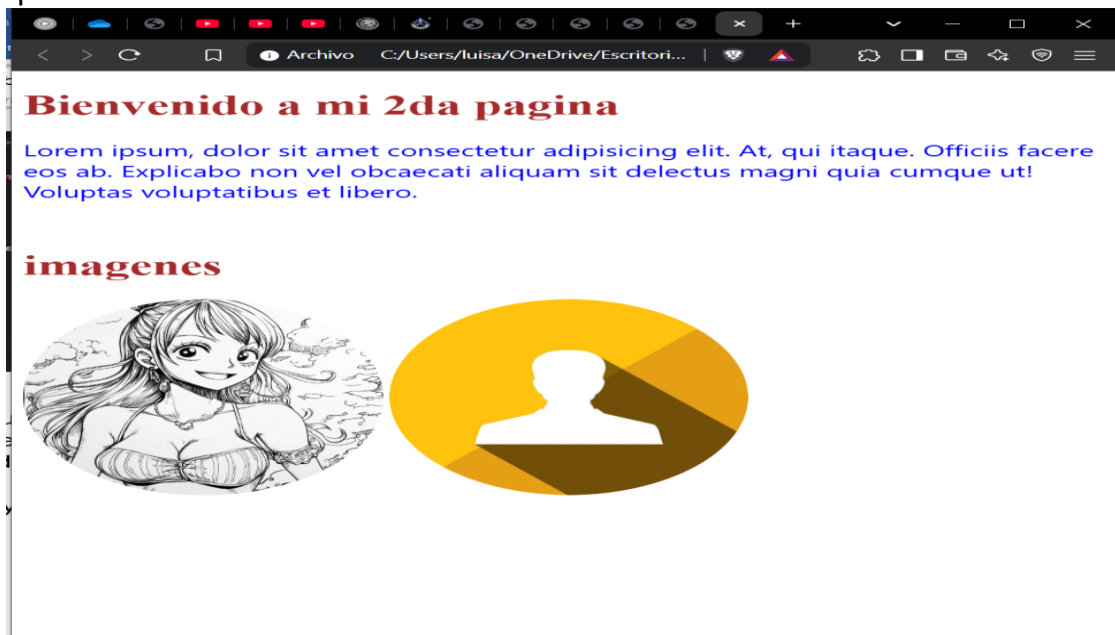 Archivo C:/Users/luisa/OneDrive/Escritori...
Bienvenido a mi 2da pagina
Lorem ipsum, dolor sit amet consectetur adipisicing elit. At, qui itaque. Officiis facere
eos ab. Explicabo non vel obcaecati aliquam sit delectus magni quia cumque ut!
Voluptas voluptatibus et libero.
imagenes